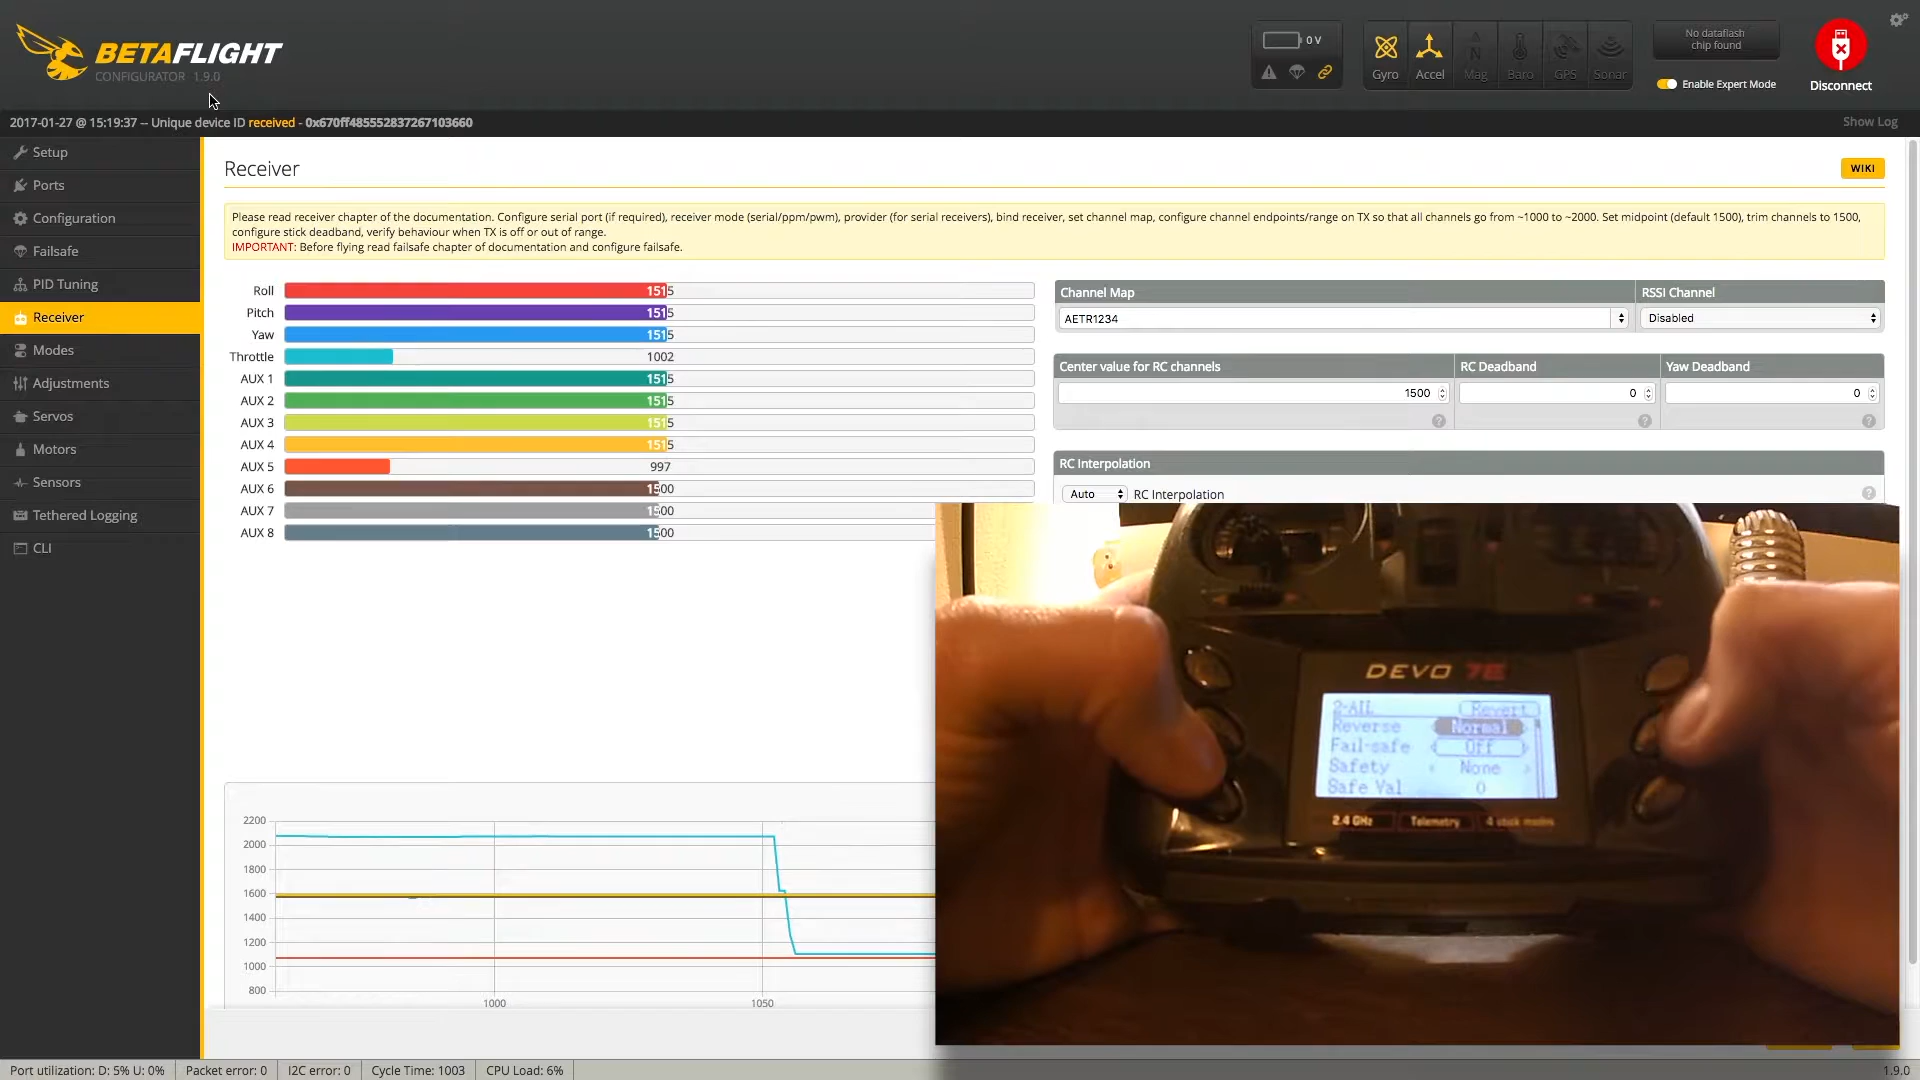 BETAFLIGHT
CONFIGURATOR 1.9.0
0 V
Gyro
Accel
Mag
Baro
GPS
Sonar
No dataflash
chip found
Enable Expert Mode
Disconnect
2017-01-27 @ 15:19:37 -- Unique device ID received - 0x670ff485552837267103660
Show Log
Setup
Ports
Configuration
Failsafe
PID Tuning
Receiver
Modes
Adjustments
Servos
Motors
Sensors
Tethered Logging
CLI
Receiver
WIKI
Please read receiver chapter of the documentation. Configure serial port (if required), receiver mode (serial/ppm/pwm), provider (for serial receivers), bind receiver, set channel map, configure channel endpoints/range on TX so that all channels go from ~1000 to ~2000. Set midpoint (default 1500), trim channels to 1500,
configure stick deadband, verify behaviour when TX is off or out of range.
IMPORTANT: Before flying read failsafe chapter of documentation and configure failsafe.
Roll 1515
Pitch 1515
Yaw 1515
Throttle 1002
AUX 1 1515
AUX 2 1515
AUX 3 1515
AUX 4 1515
AUX 5 997
AUX 6 1500
AUX 7 1500
AUX 8 1500
Channel Map
AETR1234
RSSI Channel
Disabled
Center value for RC channels
1500
RC Deadband
0
Yaw Deadband
0
RC Interpolation
Auto RC Interpolation
2200
2000
1800
1600
1400
1200
1000
800
1000
1050
DEVO 7E
2-AIL Revert
Reverse Normal
Fail-safe Off
Safety None
Safe Val 0
2.4 GHz Telemetry 4 stick modes
Port utilization: D: 5% U: 0%
Packet error: 0
I2C error: 0
Cycle Time: 1003
CPU Load: 6%
1.9.0